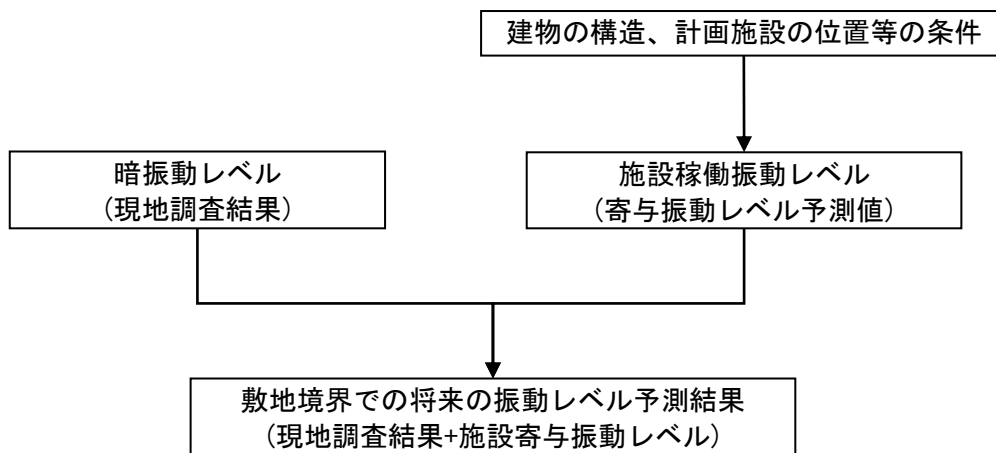 建物の構造、計画施設の位置等の条件
暗振動レベル
（現地調査結果）
施設稼働振動レベル
（寄与振動レベル予測値）
敷地境界での将来の振動レベル予測結果
（現地調査結果+施設寄与振動レベル）